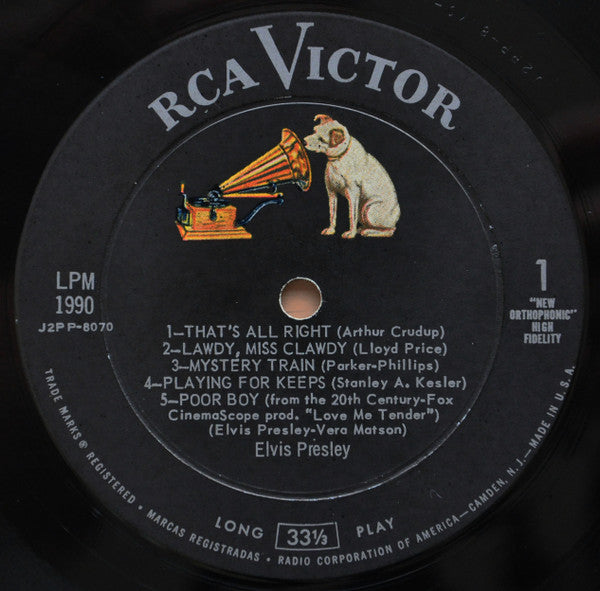 RCA VICTOR
LPM
1990
J2PP-8070
1
"NEW
ORTHOPHONIC"
HIGH
FIDELITY
1—THAT'S ALL RIGHT (Arthur Crudup)
2—LAWDY, MISS CLAWDY (Lloyd Price)
3—MYSTERY TRAIN (Parker-Phillips)
4—PLAYING FOR KEEPS (Stanley A. Kesler)
5—POOR BOY (from the 20th Century-Fox
CinemaScope prod. "Love Me Tender")
(Elvis Presley-Vera Matson)
Elvis Presley
LONG 33⅓ PLAY
TRADE MARKS ® REGISTERED • MARCAS REGISTRADAS • RADIO CORPORATION OF AMERICA—CAMDEN, N.J.—MADE IN U.S.A.